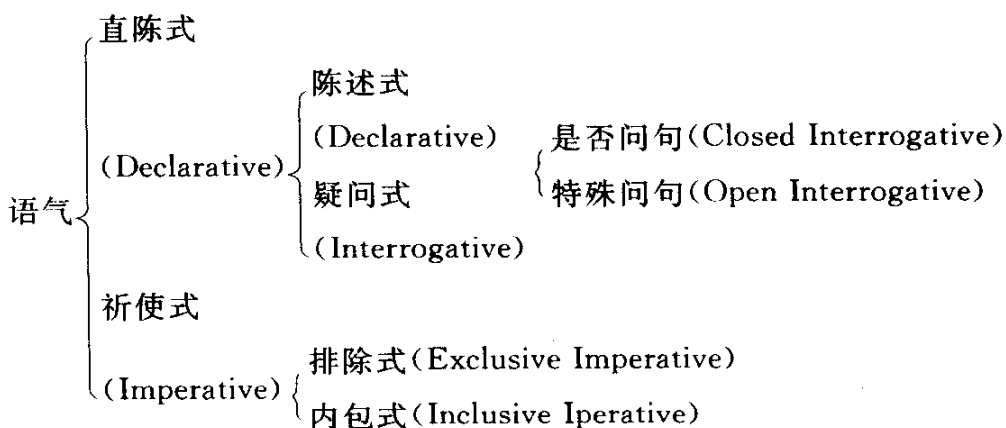 直陈式
陈述式
(Declarative) 是否问句(Closed Interrogative)
(Declarative)
疑问式 特殊问句(Open Interrogative)
语气
(Interrogative)
祈使式
排除式(Exclusive Imperative)
(Imperative)
内包式(Inclusive Iperative)